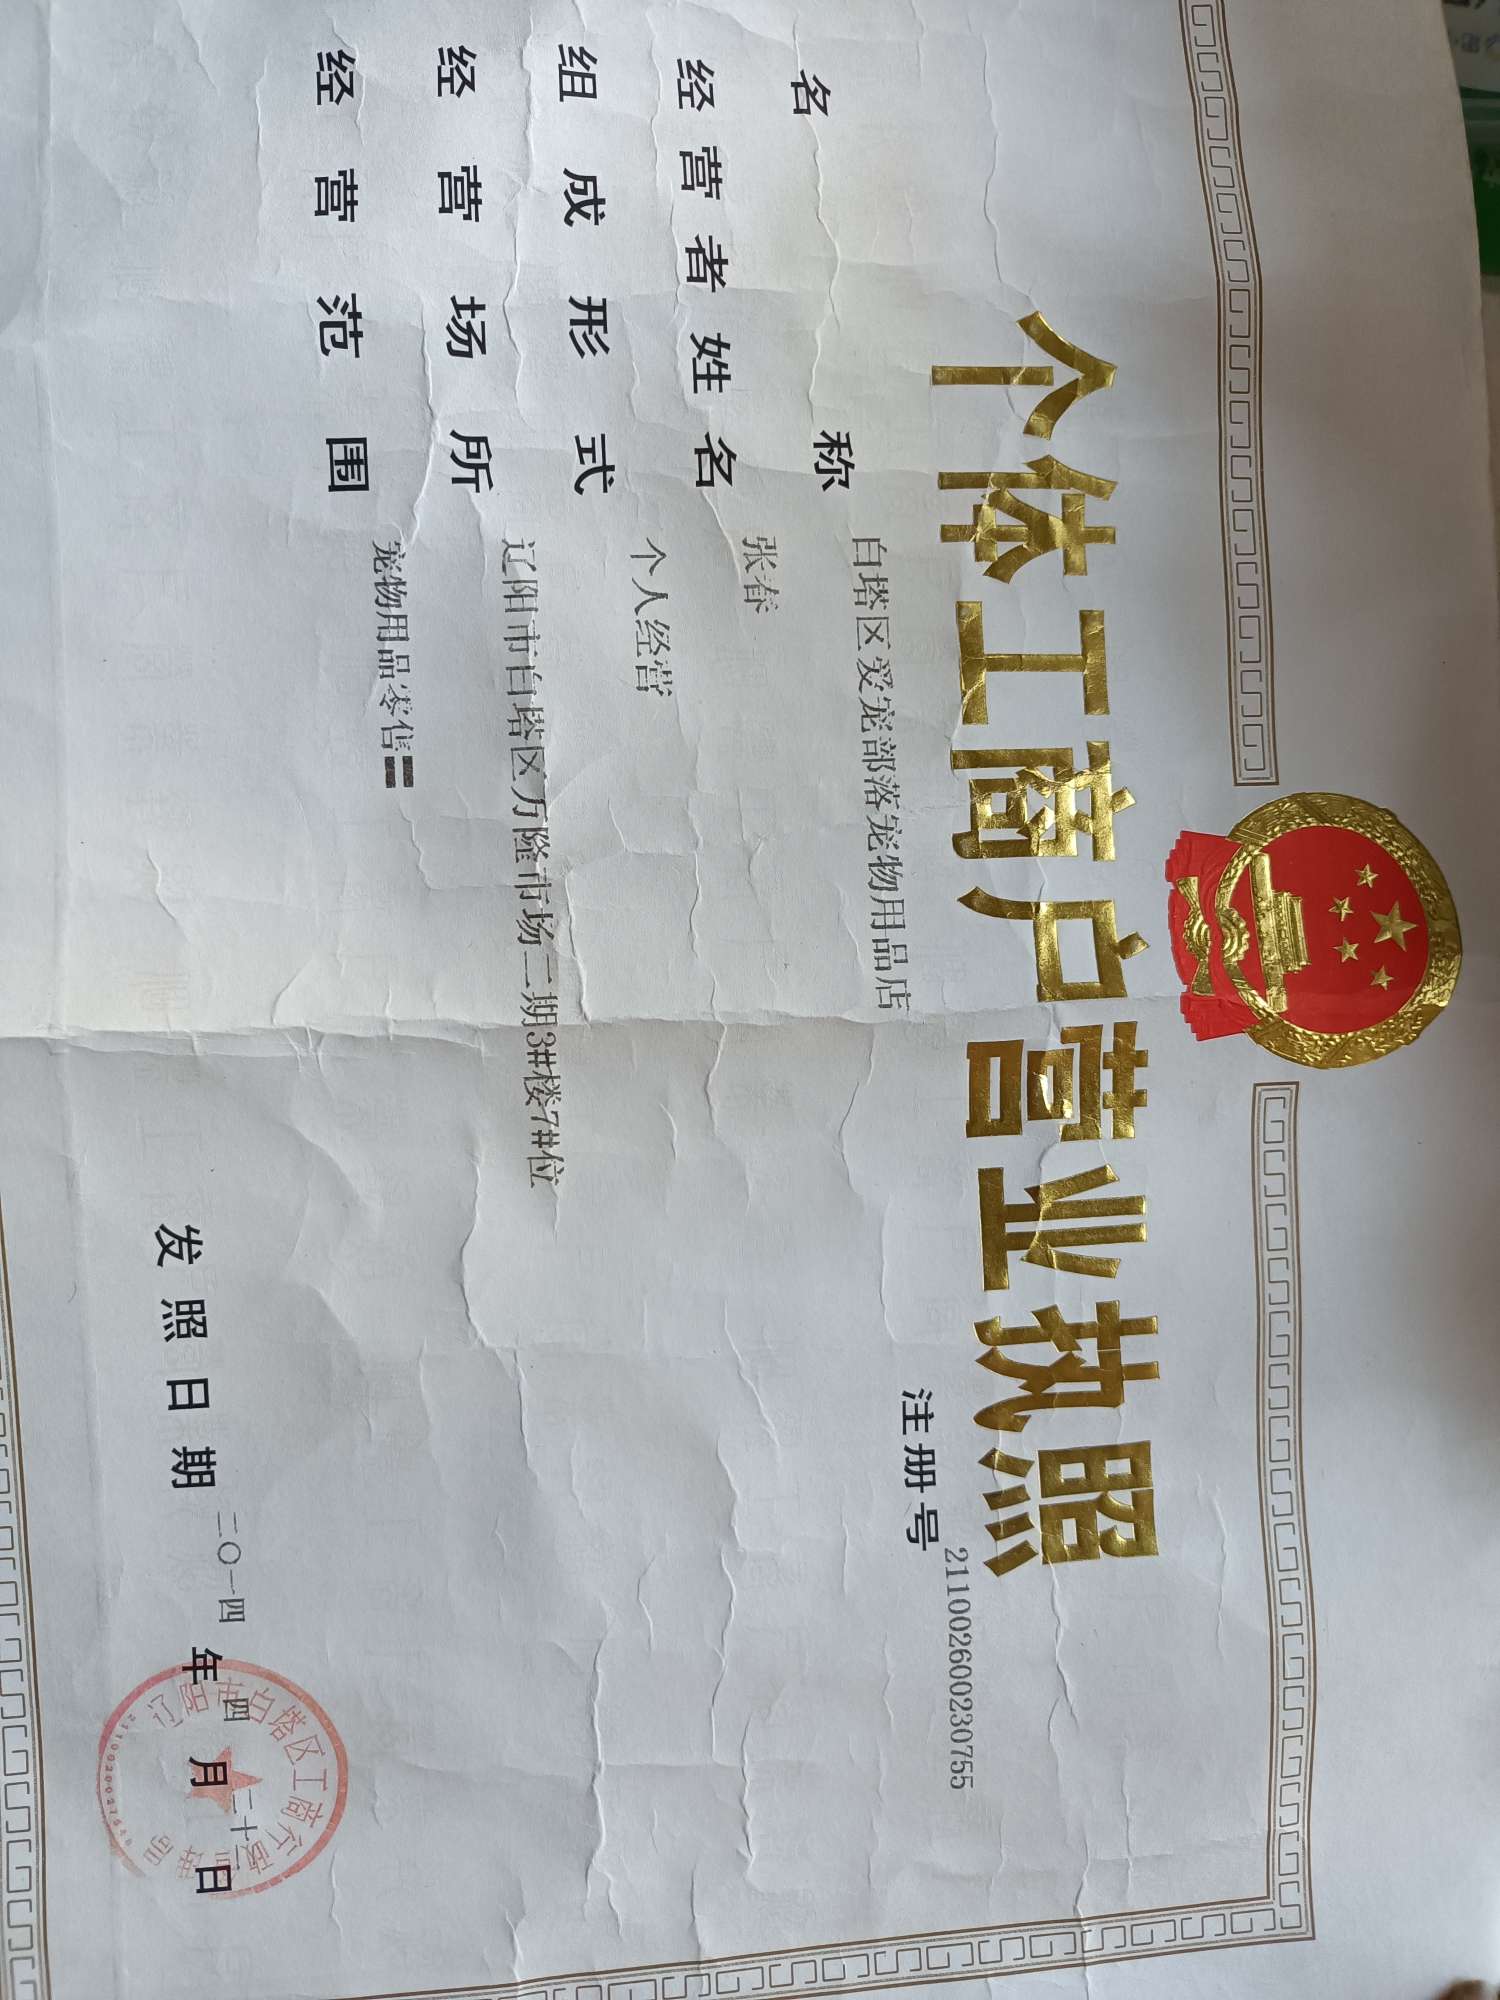 个体工商户营业执照
注册号 211002600230755
名称 白塔区爱宠部落宠物用品店
经营者姓名 张春
组成形式 个人经营
经营场所 辽阳市白塔区万隆市场二期3#楼7#位
经营范围 宠物用品零售〓
发照日期 二〇一四年四月二十二日
辽阳市白塔区工商行政管理局